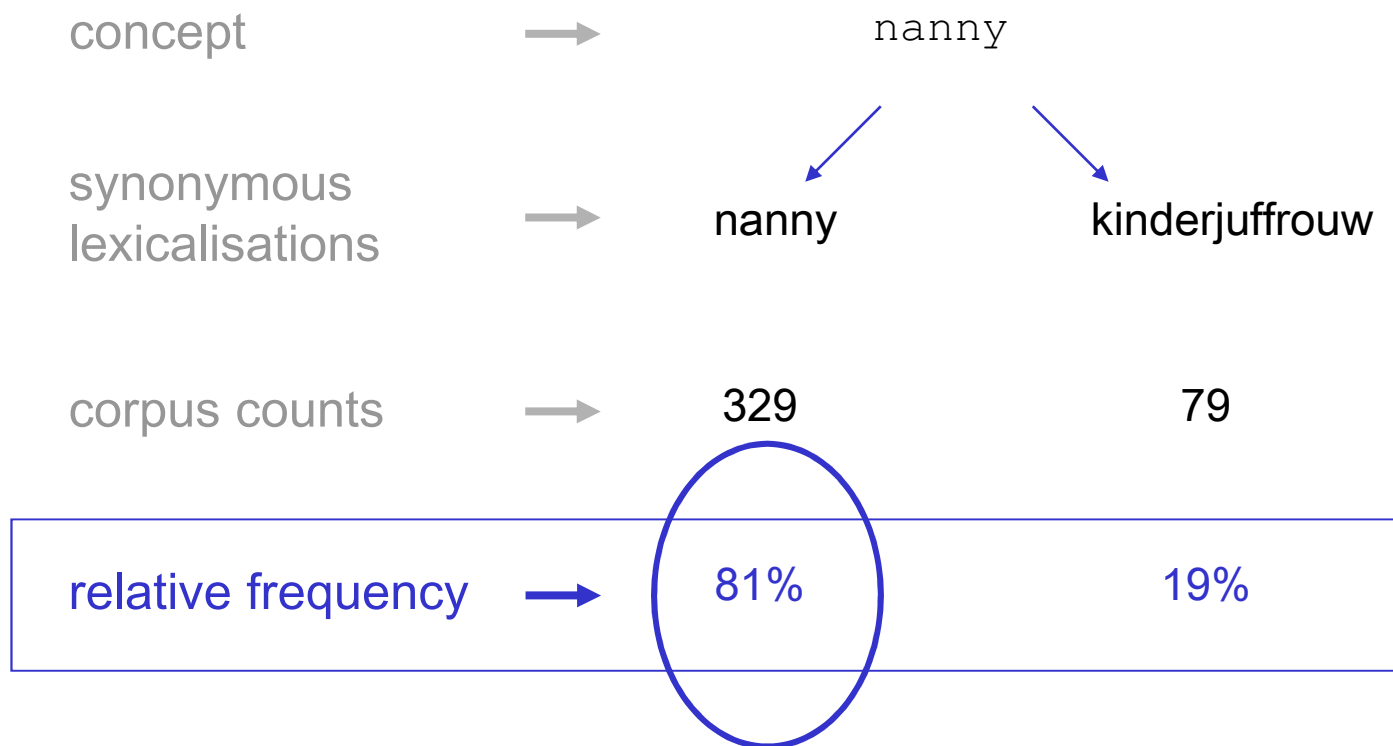 concept nanny
synonymous
lexicalisations
nanny kinderjuffrouw
corpus counts 329 79
relative frequency 81% 19%